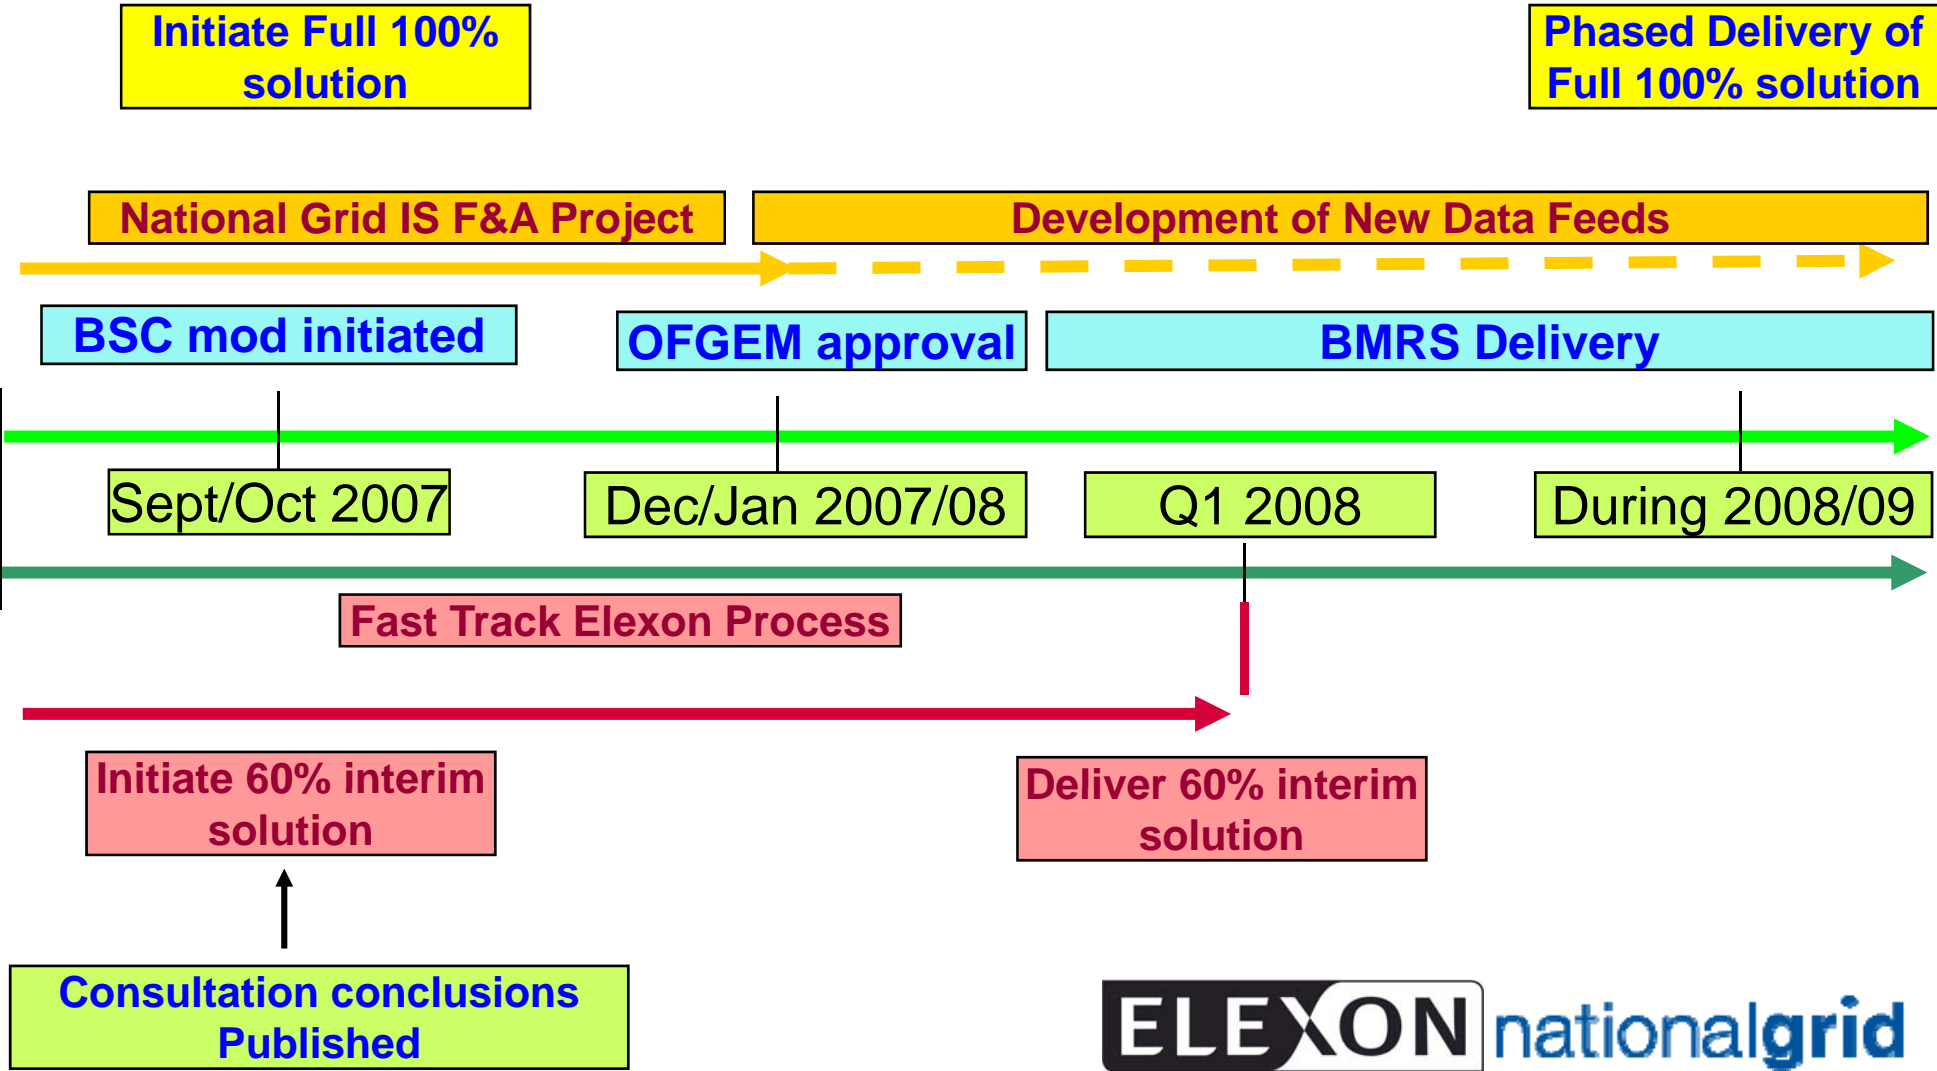 Initiate Full 100%
solution
Phased Delivery of
Full 100% solution
National Grid IS F&A Project
Development of New Data Feeds
BSC mod initiated
OFGEM approval
BMRS Delivery
Sept/Oct 2007
Dec/Jan 2007/08
Q1 2008
During 2008/09
Fast Track Elexon Process
Initiate 60% interim
solution
Deliver 60% interim
solution
Consultation conclusions
Published
ELEXON
nationalgrid